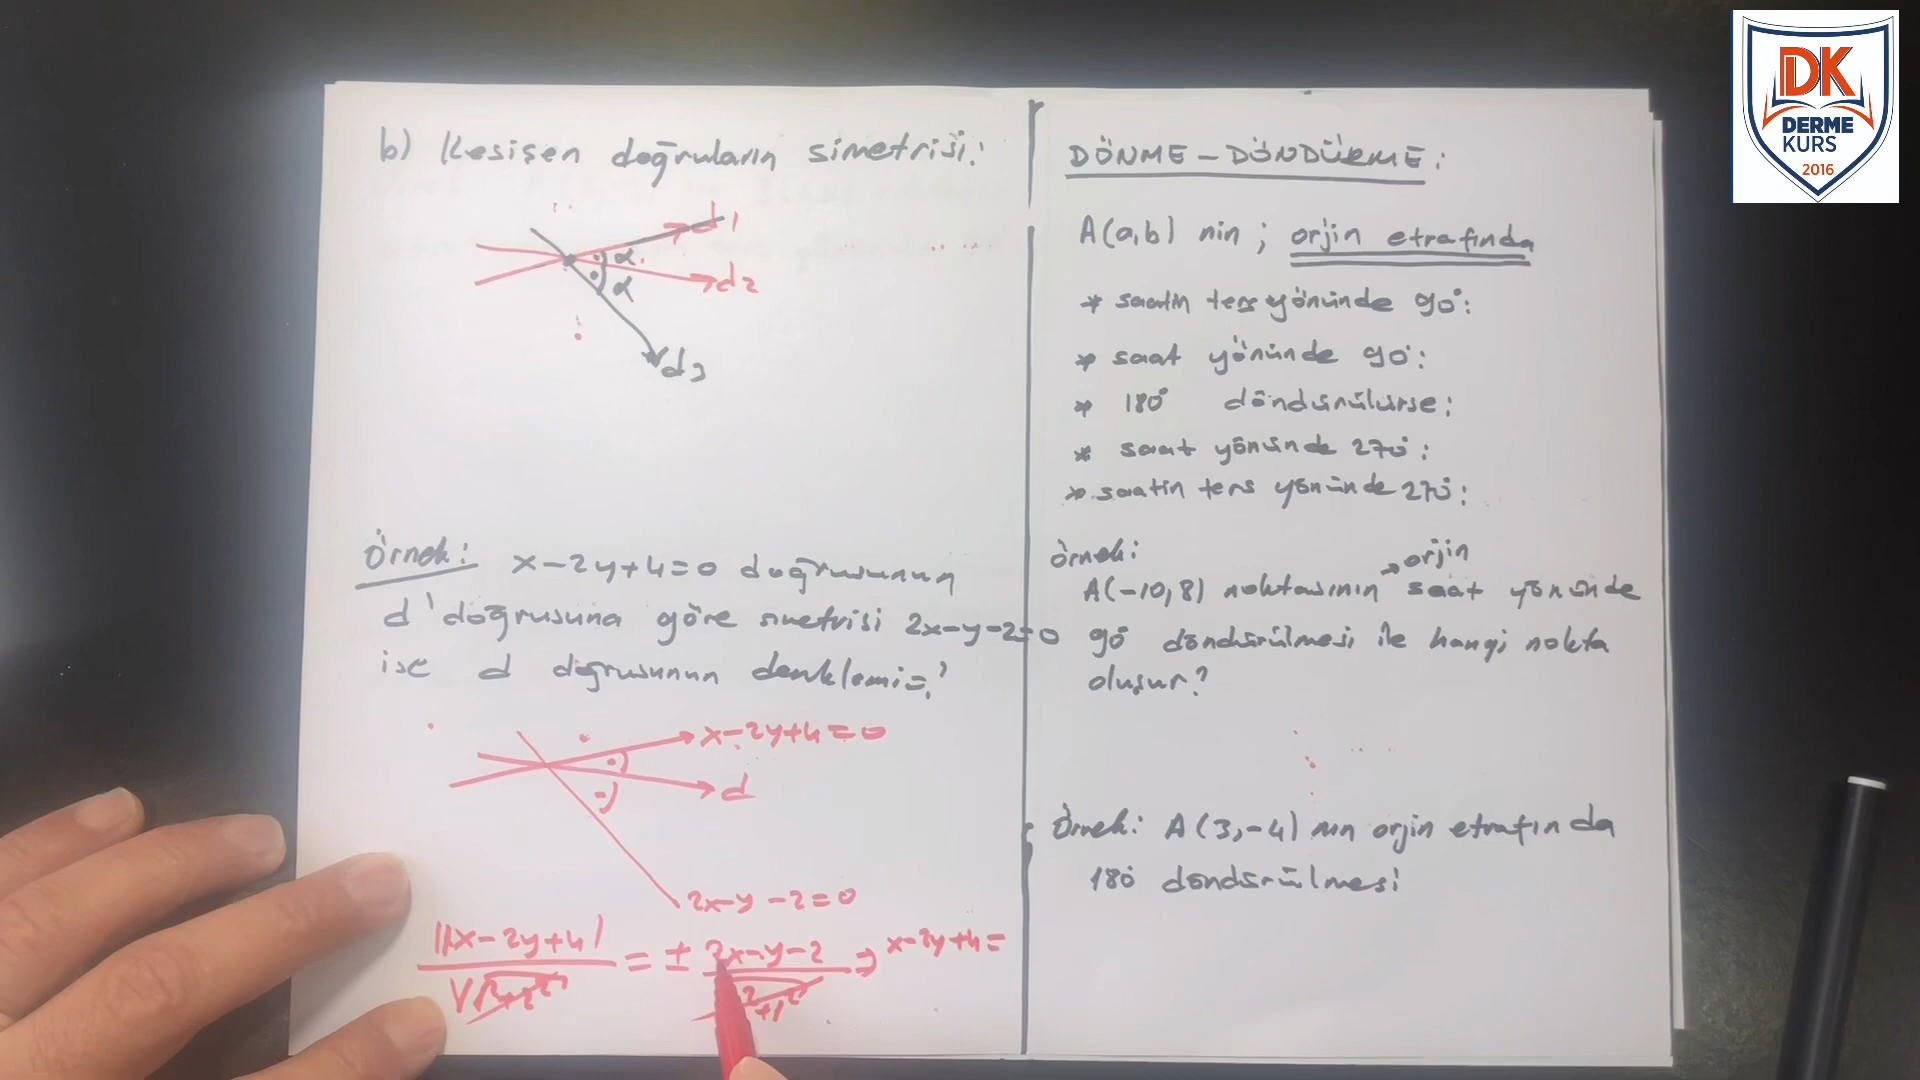 b) Kesişen doğruların simetrisi:
d1
α
d2
α
d3
Örnek: x-2y+4=0 doğrusunun
d doğrusuna göre simetrisi 2x-y-2=0
ise d doğrusunun denklemi=?
x-2y+4=0
d
2x-y-2=0
|1x-2y+4| = ± 2x-y-2 ⇒ x-2y+4=
DÖNME-DÖNDÜRME:
A(a,b) nin ; orjin etrafında
* saatin ters yönünde 90°:
* saat yönünde 90°:
* 180° döndürülürse:
* saat yönünde 270°:
* saatin ters yönünde 270°:
örnek:
orjin
A(-10,8) noktasının saat yönünde
90° döndürülmesi ile hangi nokta
oluşur?
Örnek: A(3,-4) nın orjin etrafında
180° döndürülmesi
DK
DERME
KURS
2016